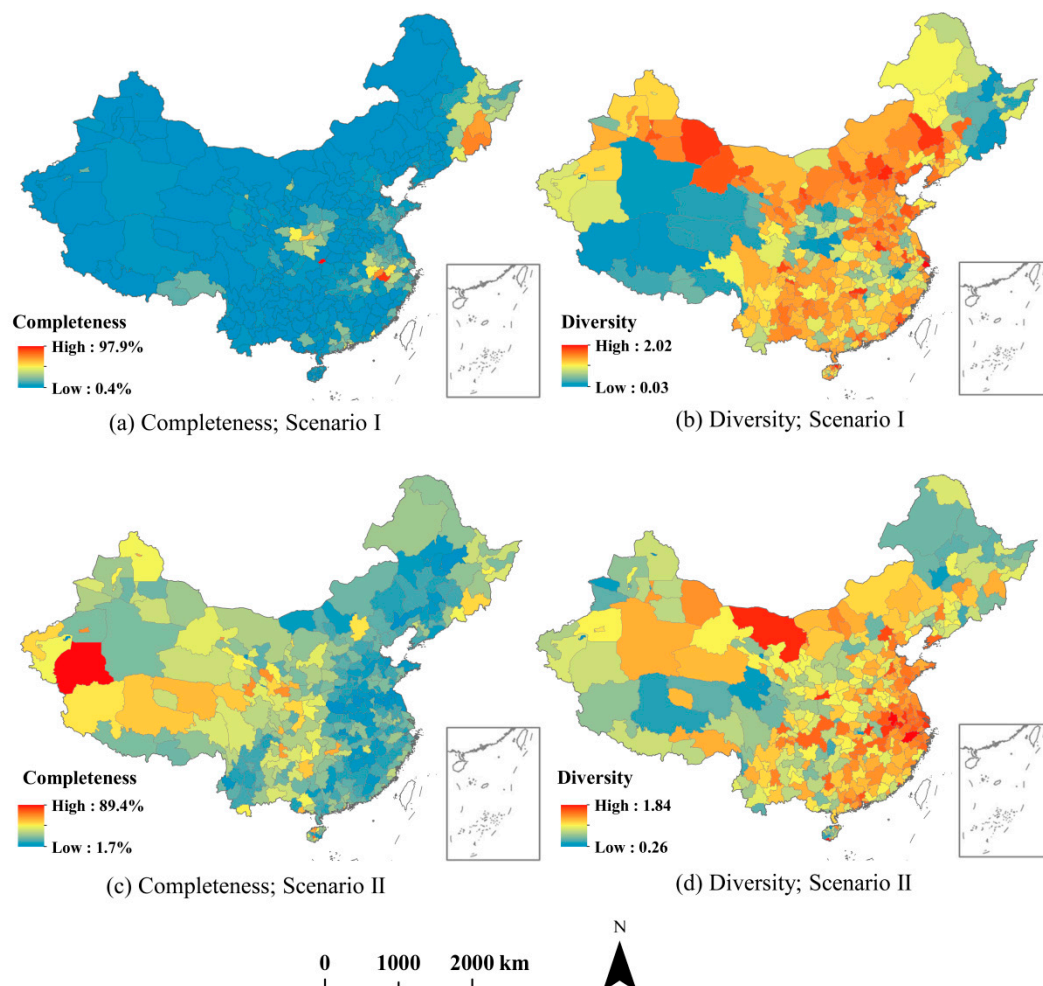 Completeness
High : 97.9%
Low : 0.4%
(a) Completeness; Scenario I
Diversity
High : 2.02
Low : 0.03
(b) Diversity; Scenario I
Completeness
High : 89.4%
Low : 1.7%
(c) Completeness; Scenario II
Diversity
High : 1.84
Low : 0.26
(d) Diversity; Scenario II
N
0 1000 2000 km